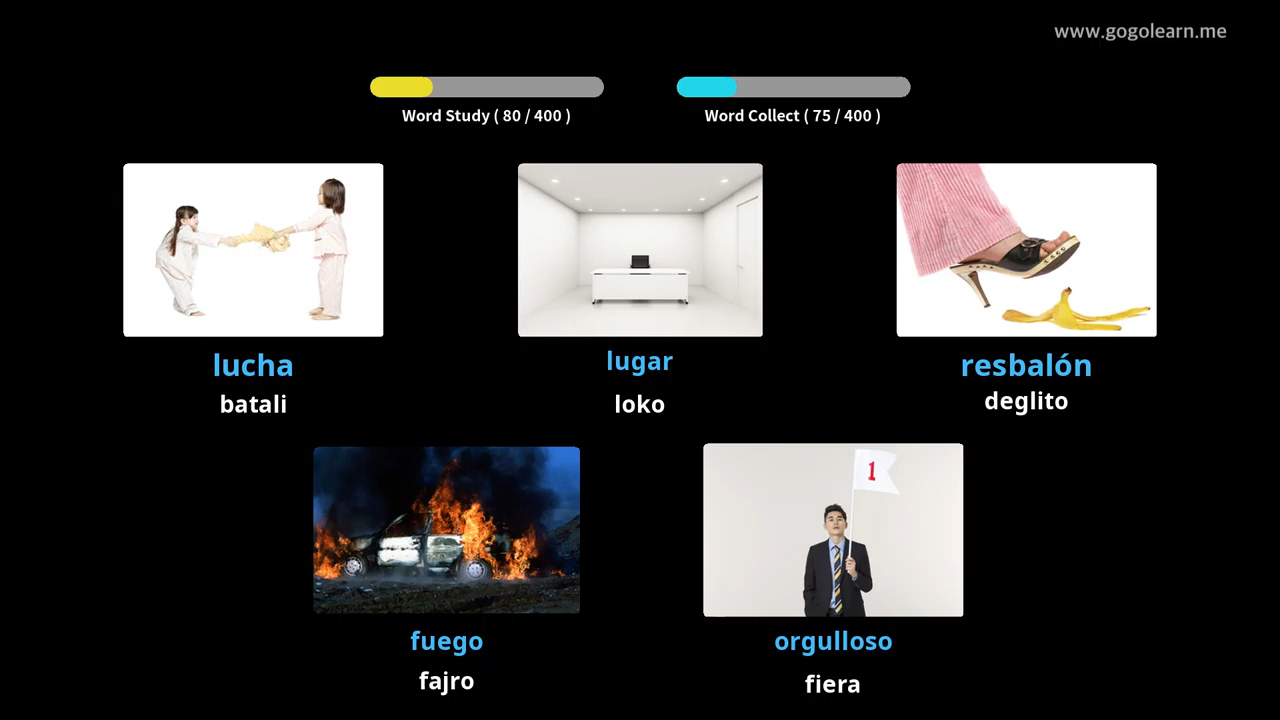 www.gogolearn.me
Word Study ( 80 / 400 )
Word Collect ( 75 / 400 )
lucha
batali
lugar
loko
resbalón
deglito
1
fuego
fajro
orgulloso
fiera